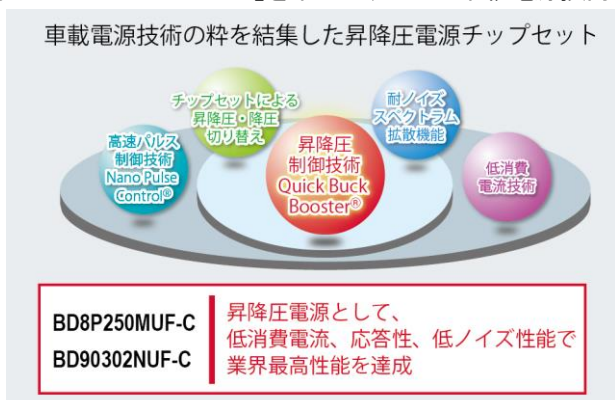 車載電源技術の粋を結集した昇降圧電源チップセット
チップセットによる
昇降圧・降圧
切り替え
耐ノイズ
スペクトラム
拡散機能
高速パルス
制御技術
Nano Pulse
Control®
昇降圧
制御技術
Quick Buck
Booster®
低消費
電流技術
BD8P250MUF-C
BD90302NUF-C
昇降圧電源として、
低消費電流、応答性、低ノイズ性能で
業界最高性能を達成